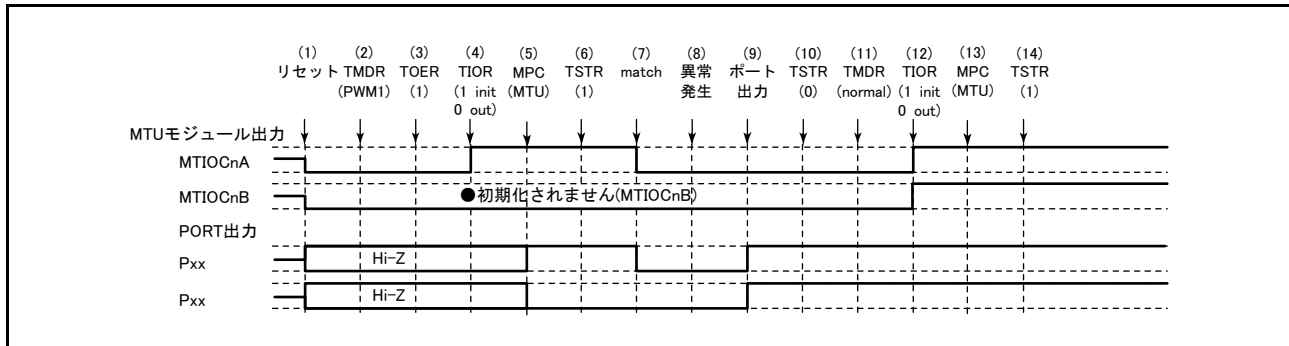 (1) (2) (3) (4) (5) (6) (7) (8) (9) (10) (11) (12) (13) (14)
リセット TMDR TOER TIOR MPC TSTR match 異常 ポート TSTR TMDR TIOR MPC TSTR
(PWM1) (1) (1 init (MTU) (1) 発生 出力 (0) (normal) (1 init (MTU) (1)
0 out) 0 out)
MTUモジュール出力
MTIOCnA
MTIOCnB ●初期化されません(MTIOCnB)
PORT出力
Pxx Hi-Z
Pxx Hi-Z